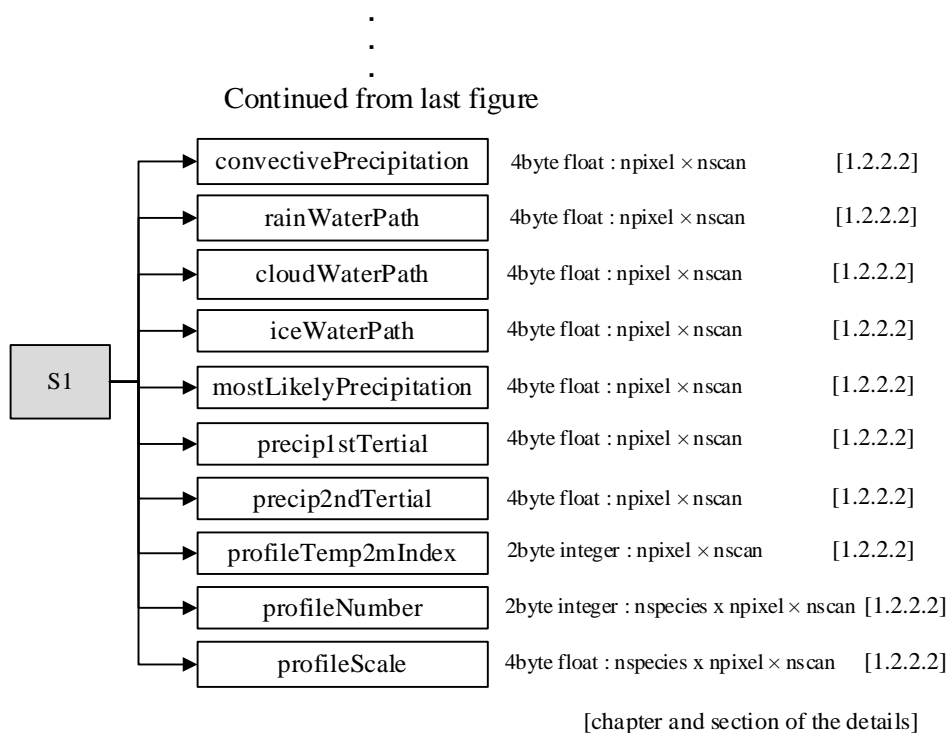 .
.
.
Continued from last figure
convectivePrecipitation 4byte float : npixel × nscan [1.2.2.2]
rainWaterPath 4byte float : npixel × nscan [1.2.2.2]
cloudWaterPath 4byte float : npixel × nscan [1.2.2.2]
iceWaterPath 4byte float : npixel × nscan [1.2.2.2]
S1
mostLikelyPrecipitation 4byte float : npixel × nscan [1.2.2.2]
precip1stTertial 4byte float : npixel × nscan [1.2.2.2]
precip2ndTertial 4byte float : npixel × nscan [1.2.2.2]
profileTemp2mIndex 2byte integer : npixel × nscan [1.2.2.2]
profileNumber 2byte integer : nspecies x npixel × nscan [1.2.2.2]
profileScale 4byte float : nspecies x npixel × nscan [1.2.2.2]
[chapter and section of the details]